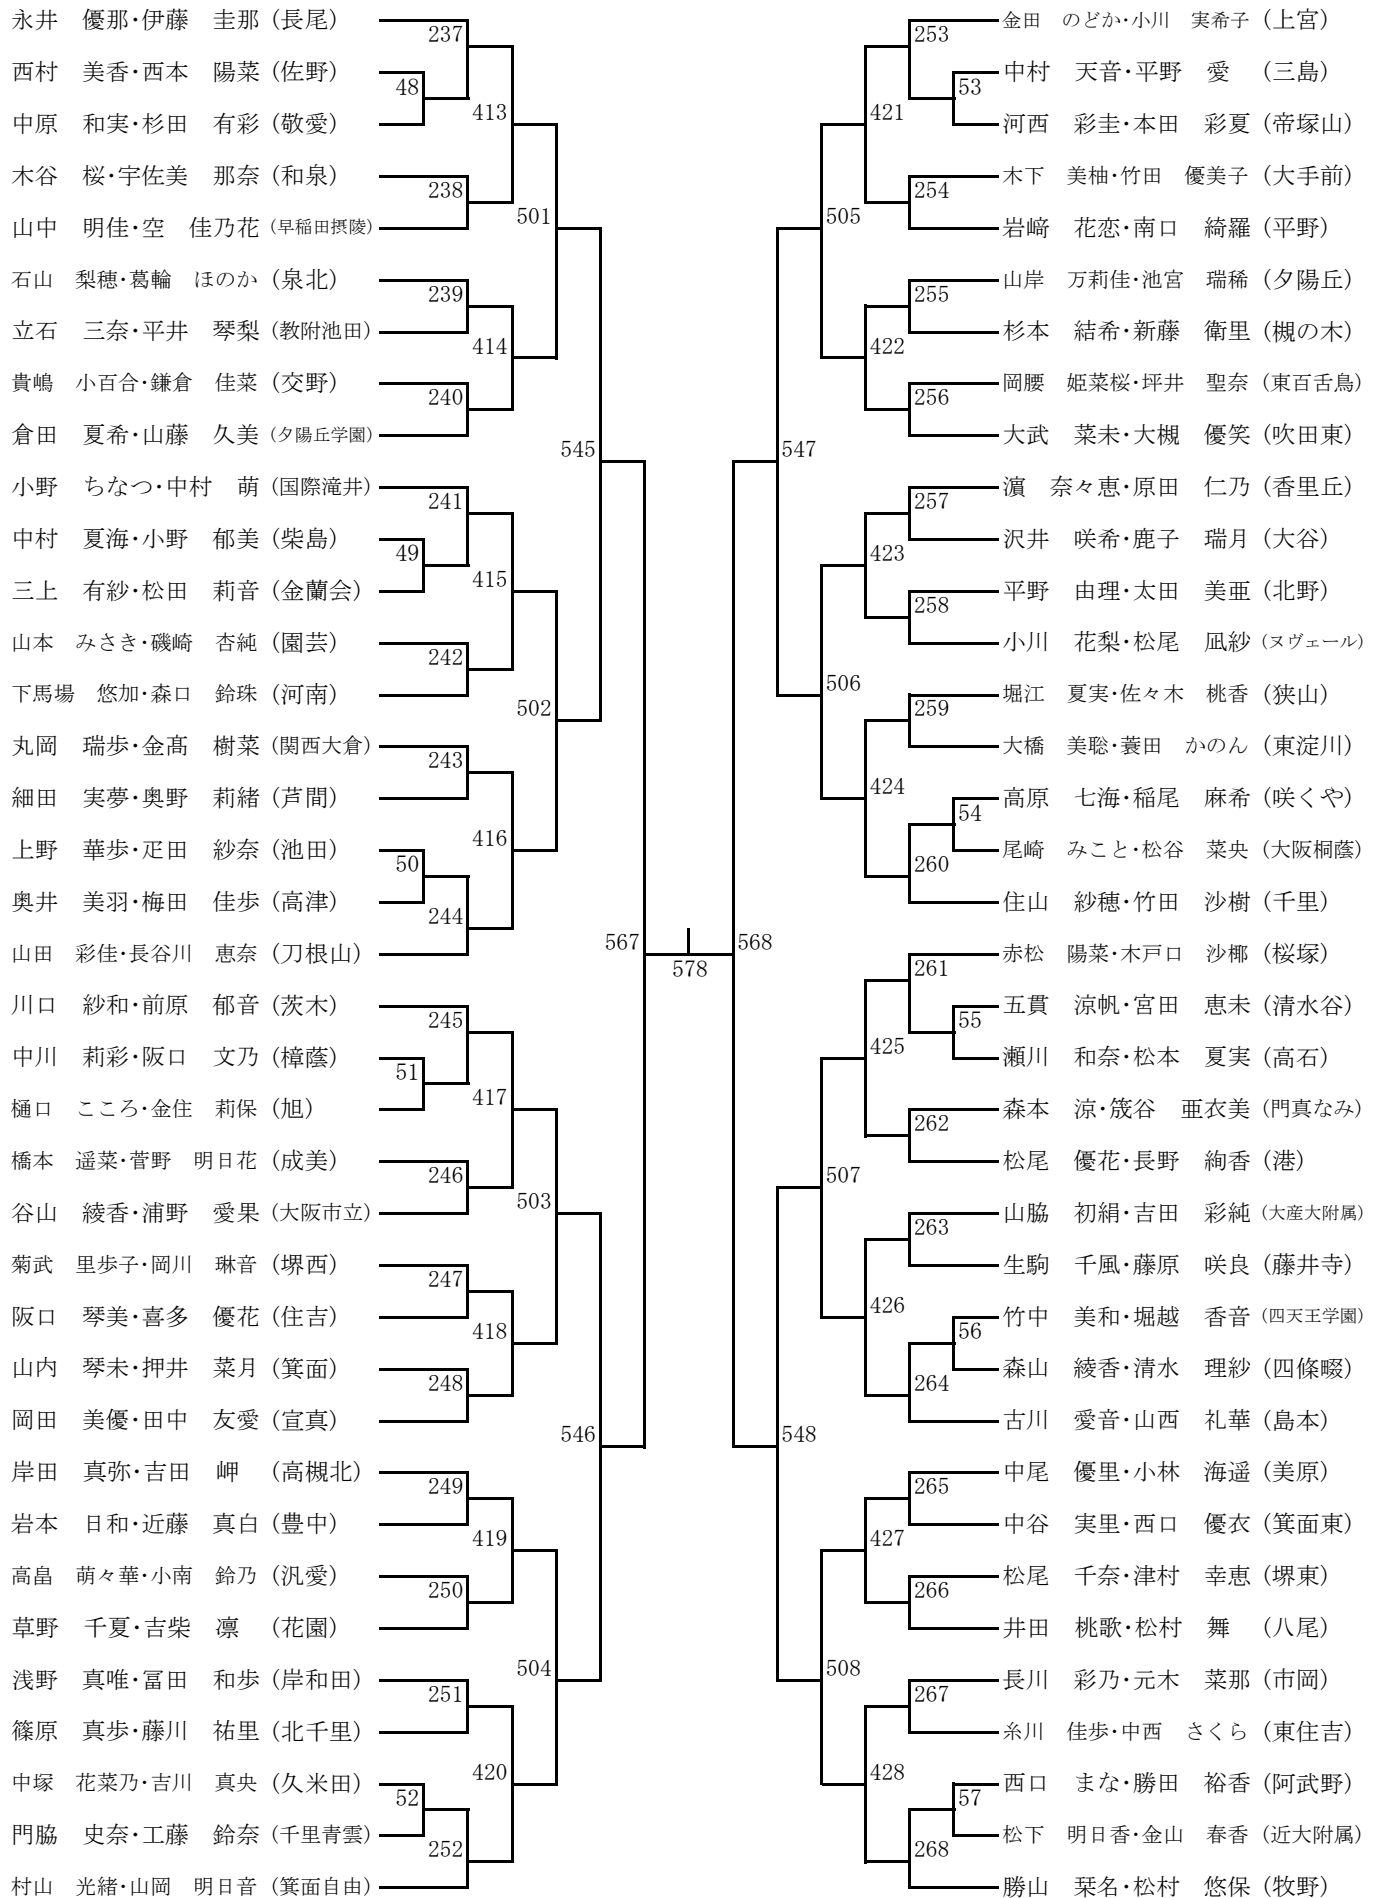 永井　優那・伊藤　圭那（長尾）
西村　美香・西本　陽菜（佐野）
中原　和実・杉田　有彩（敬愛）
木谷　桜・宇佐美　那奈（和泉）
山中　明佳・空　佳乃花（早稲田摂陵）
石山　梨穂・葛輪　ほのか（泉北）
立石　三奈・平井　琴梨（教附池田）
貴嶋　小百合・鎌倉　佳菜（交野）
倉田　夏希・山藤　久美（夕陽丘学園）
小野　ちなつ・中村　萌（国際滝井）
中村　夏海・小野　郁美（柴島）
三上　有紗・松田　莉音（金蘭会）
山本　みさき・磯崎　杏純（園芸）
下馬場　悠加・森口　鈴珠（河南）
丸岡　瑞歩・金髙　樹菜（関西大倉）
細田　実夢・奥野　莉緒（芦間）
上野　華歩・疋田　紗奈（池田）
奥井　美羽・梅田　佳歩（高津）
山田　彩佳・長谷川　恵奈（刀根山）
川口　紗和・前原　郁音（茨木）
中川　莉彩・阪口　文乃（樟蔭）
樋口　こころ・金住　莉保（旭）
橋本　遥菜・菅野　明日花（成美）
谷山　綾香・浦野　愛果（大阪市立）
菊武　里歩子・岡川　琳音（堺西）
阪口　琴美・喜多　優花（住吉）
山内　琴未・押井　菜月（箕面）
岡田　美優・田中　友愛（宣真）
岸田　真弥・吉田　岬　（高槻北）
岩本　日和・近藤　真白（豊中）
高畠　萌々華・小南　鈴乃（汎愛）
草野　千夏・吉柴　凛　（花園）
浅野　真唯・冨田　和歩（岸和田）
篠原　真歩・藤川　祐里（北千里）
中塚　花菜乃・吉川　真央（久米田）
門脇　史奈・工藤　鈴奈（千里青雲）
村山　光緒・山岡　明日音（箕面自由）
48
49
50
51
52
237
238
239
240
241
242
243
244
245
246
247
248
249
250
251
252
413
414
415
416
417
418
419
420
501
502
503
504
545
546
567
578
568
547
548
505
506
507
508
421
422
423
424
425
426
427
428
253
254
255
256
257
258
259
260
261
262
263
264
265
266
267
268
53
54
55
56
57
金田　のどか・小川　実希子（上宮）
中村　天音・平野　愛　（三島）
河西　彩圭・本田　彩夏（帝塚山）
木下　美柚・竹田　優美子（大手前）
岩﨑　花恋・南口　綺羅（平野）
山岸　万莉佳・池宮　瑞稀（夕陽丘）
杉本　結希・新藤　衛里（槻の木）
岡腰　姫菜桜・坪井　聖奈（東百舌鳥）
大武　菜未・大槻　優笑（吹田東）
濵　奈々恵・原田　仁乃（香里丘）
沢井　咲希・鹿子　瑞月（大谷）
平野　由理・太田　美亜（北野）
小川　花梨・松尾　凪紗（ヌヴェール）
堀江　夏実・佐々木　桃香（狭山）
大橋　美聡・蓑田　かのん（東淀川）
高原　七海・稲尾　麻希（咲くや）
尾崎　みこと・松谷　菜央（大阪桐蔭）
住山　紗穂・竹田　沙樹（千里）
赤松　陽菜・木戸口　沙椰（桜塚）
五貫　涼帆・宮田　恵未（清水谷）
瀬川　和奈・松本　夏実（高石）
森本　涼・筬谷　亜衣美（門真なみ）
松尾　優花・長野　絢香（港）
山脇　初絹・吉田　彩純（大産大附属）
生駒　千風・藤原　咲良（藤井寺）
竹中　美和・堀越　香音（四天王学園）
森山　綾香・清水　理紗（四條畷）
古川　愛音・山西　礼華（島本）
中尾　優里・小林　海遥（美原）
中谷　実里・西口　優衣（箕面東）
松尾　千奈・津村　幸恵（堺東）
井田　桃歌・松村　舞　（八尾）
長川　彩乃・元木　菜那（市岡）
糸川　佳歩・中西　さくら（東住吉）
西口　まな・勝田　裕香（阿武野）
松下　明日香・金山　春香（近大附属）
勝山　栞名・松村　悠保（牧野）